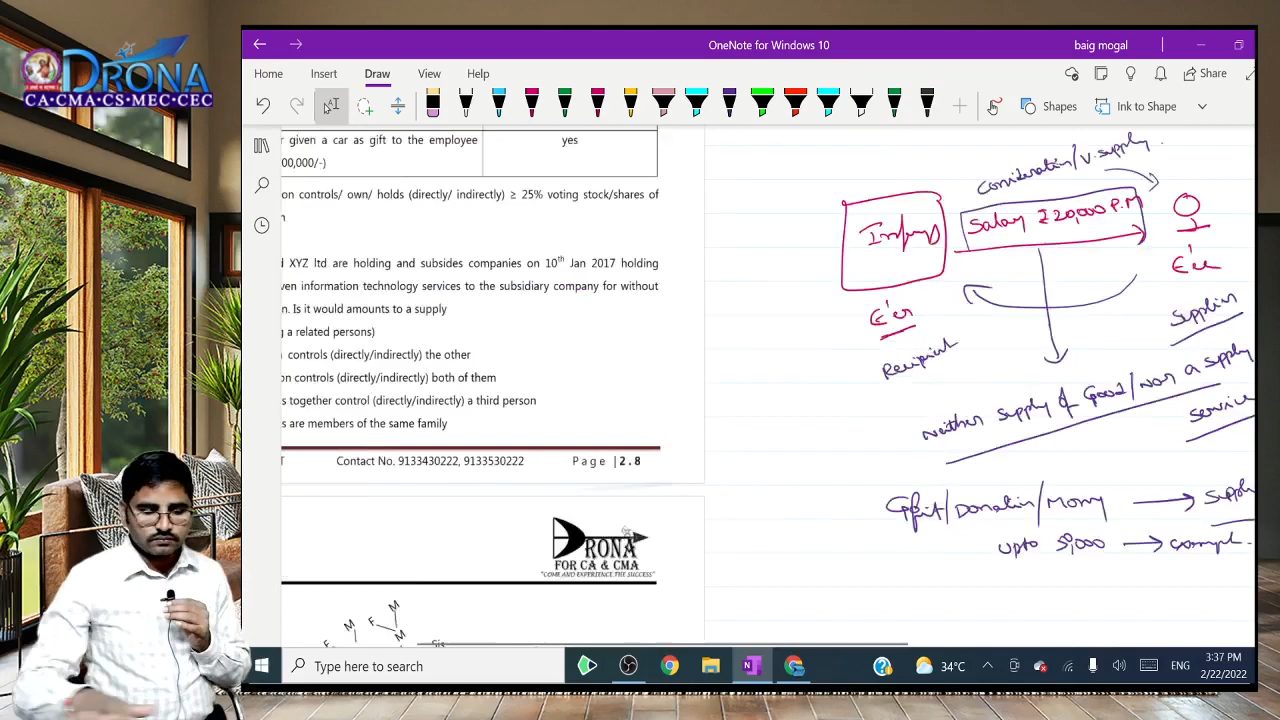 DRONA
CA-CMA-CS-MEC-CEC
OneNote for Windows 10
baig mogal
Home Insert Draw View Help
Share
Shapes
Ink to Shape
given a car as gift to the employee yes
00,000/-)
on controls/ own/ holds (directly/ indirectly) ≥ 25% voting stock/shares of
d XYZ ltd are holding and subsides companies on 10th Jan 2017 holding
ven information technology services to the subsidiary company for without
n. Is it would amounts to a supply
g a related persons)
controls (directly/indirectly) the other
on controls (directly/indirectly) both of them
s together control (directly/indirectly) a third person
s are members of the same family
T Contact No. 9133430222, 9133530222 Page | 2.8
DRONA
FOR CA & CMA
"COME AND EXPERIENCE THE SUCCESS"
M
F M
F M
Sis
Consideration/V.supply
Salary ₹20,000 P.M
Infosys
E'er
E'ee
Recipient
Supplier
Neither supply of Good/Nor a supply
service
Gift/Donation/Money → Supply
upto 50,000 → exempt
Type here to search
34°C
ENG
3:37 PM
2/22/2022